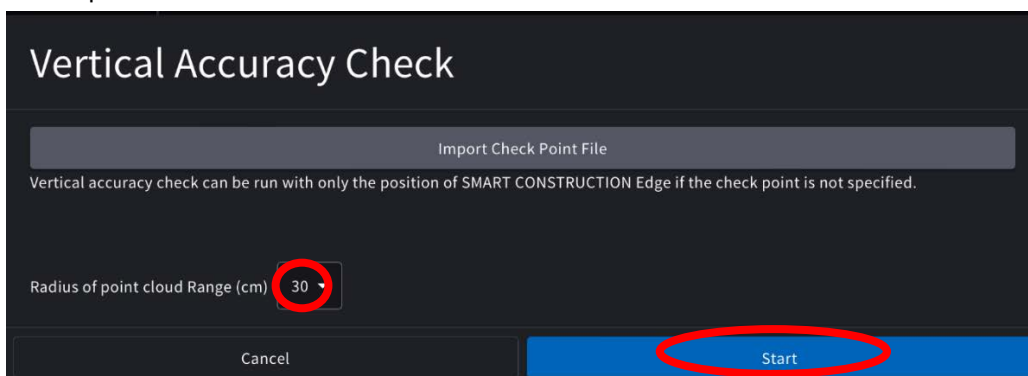 Vertical Accuracy Check
Import Check Point File
Vertical accuracy check can be run with only the position of SMART CONSTRUCTION Edge if the check point is not specified.
Radius of point cloud Range (cm) 30
Cancel Start